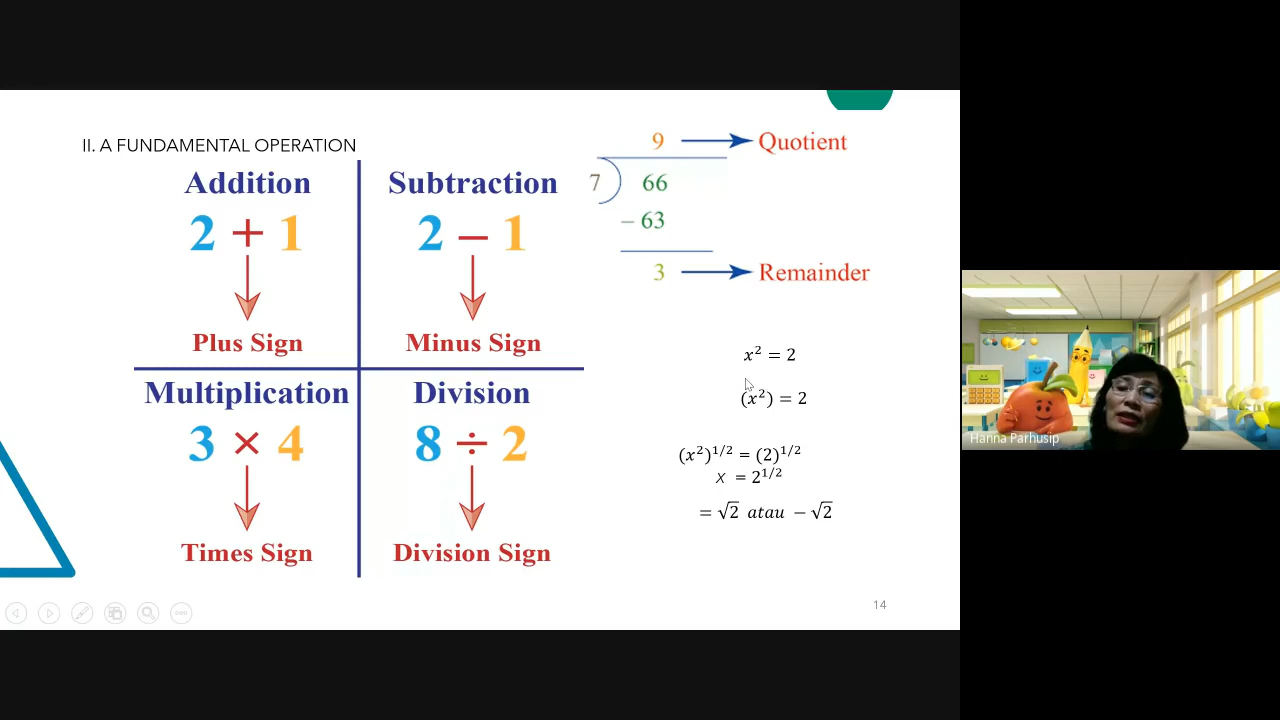 II. A FUNDAMENTAL OPERATION
Addition
2 + 1
Plus Sign
Subtraction
2 – 1
Minus Sign
Multiplication
3 × 4
Times Sign
Division
8 ÷ 2
Division Sign
9 Quotient
7 66
– 63
3 Remainder
x² = 2
(x²) = 2
(x²)^{1/2} = (2)^{1/2}
x = 2^{1/2}
= √2 atau − √2
14
Hanna Parhusip